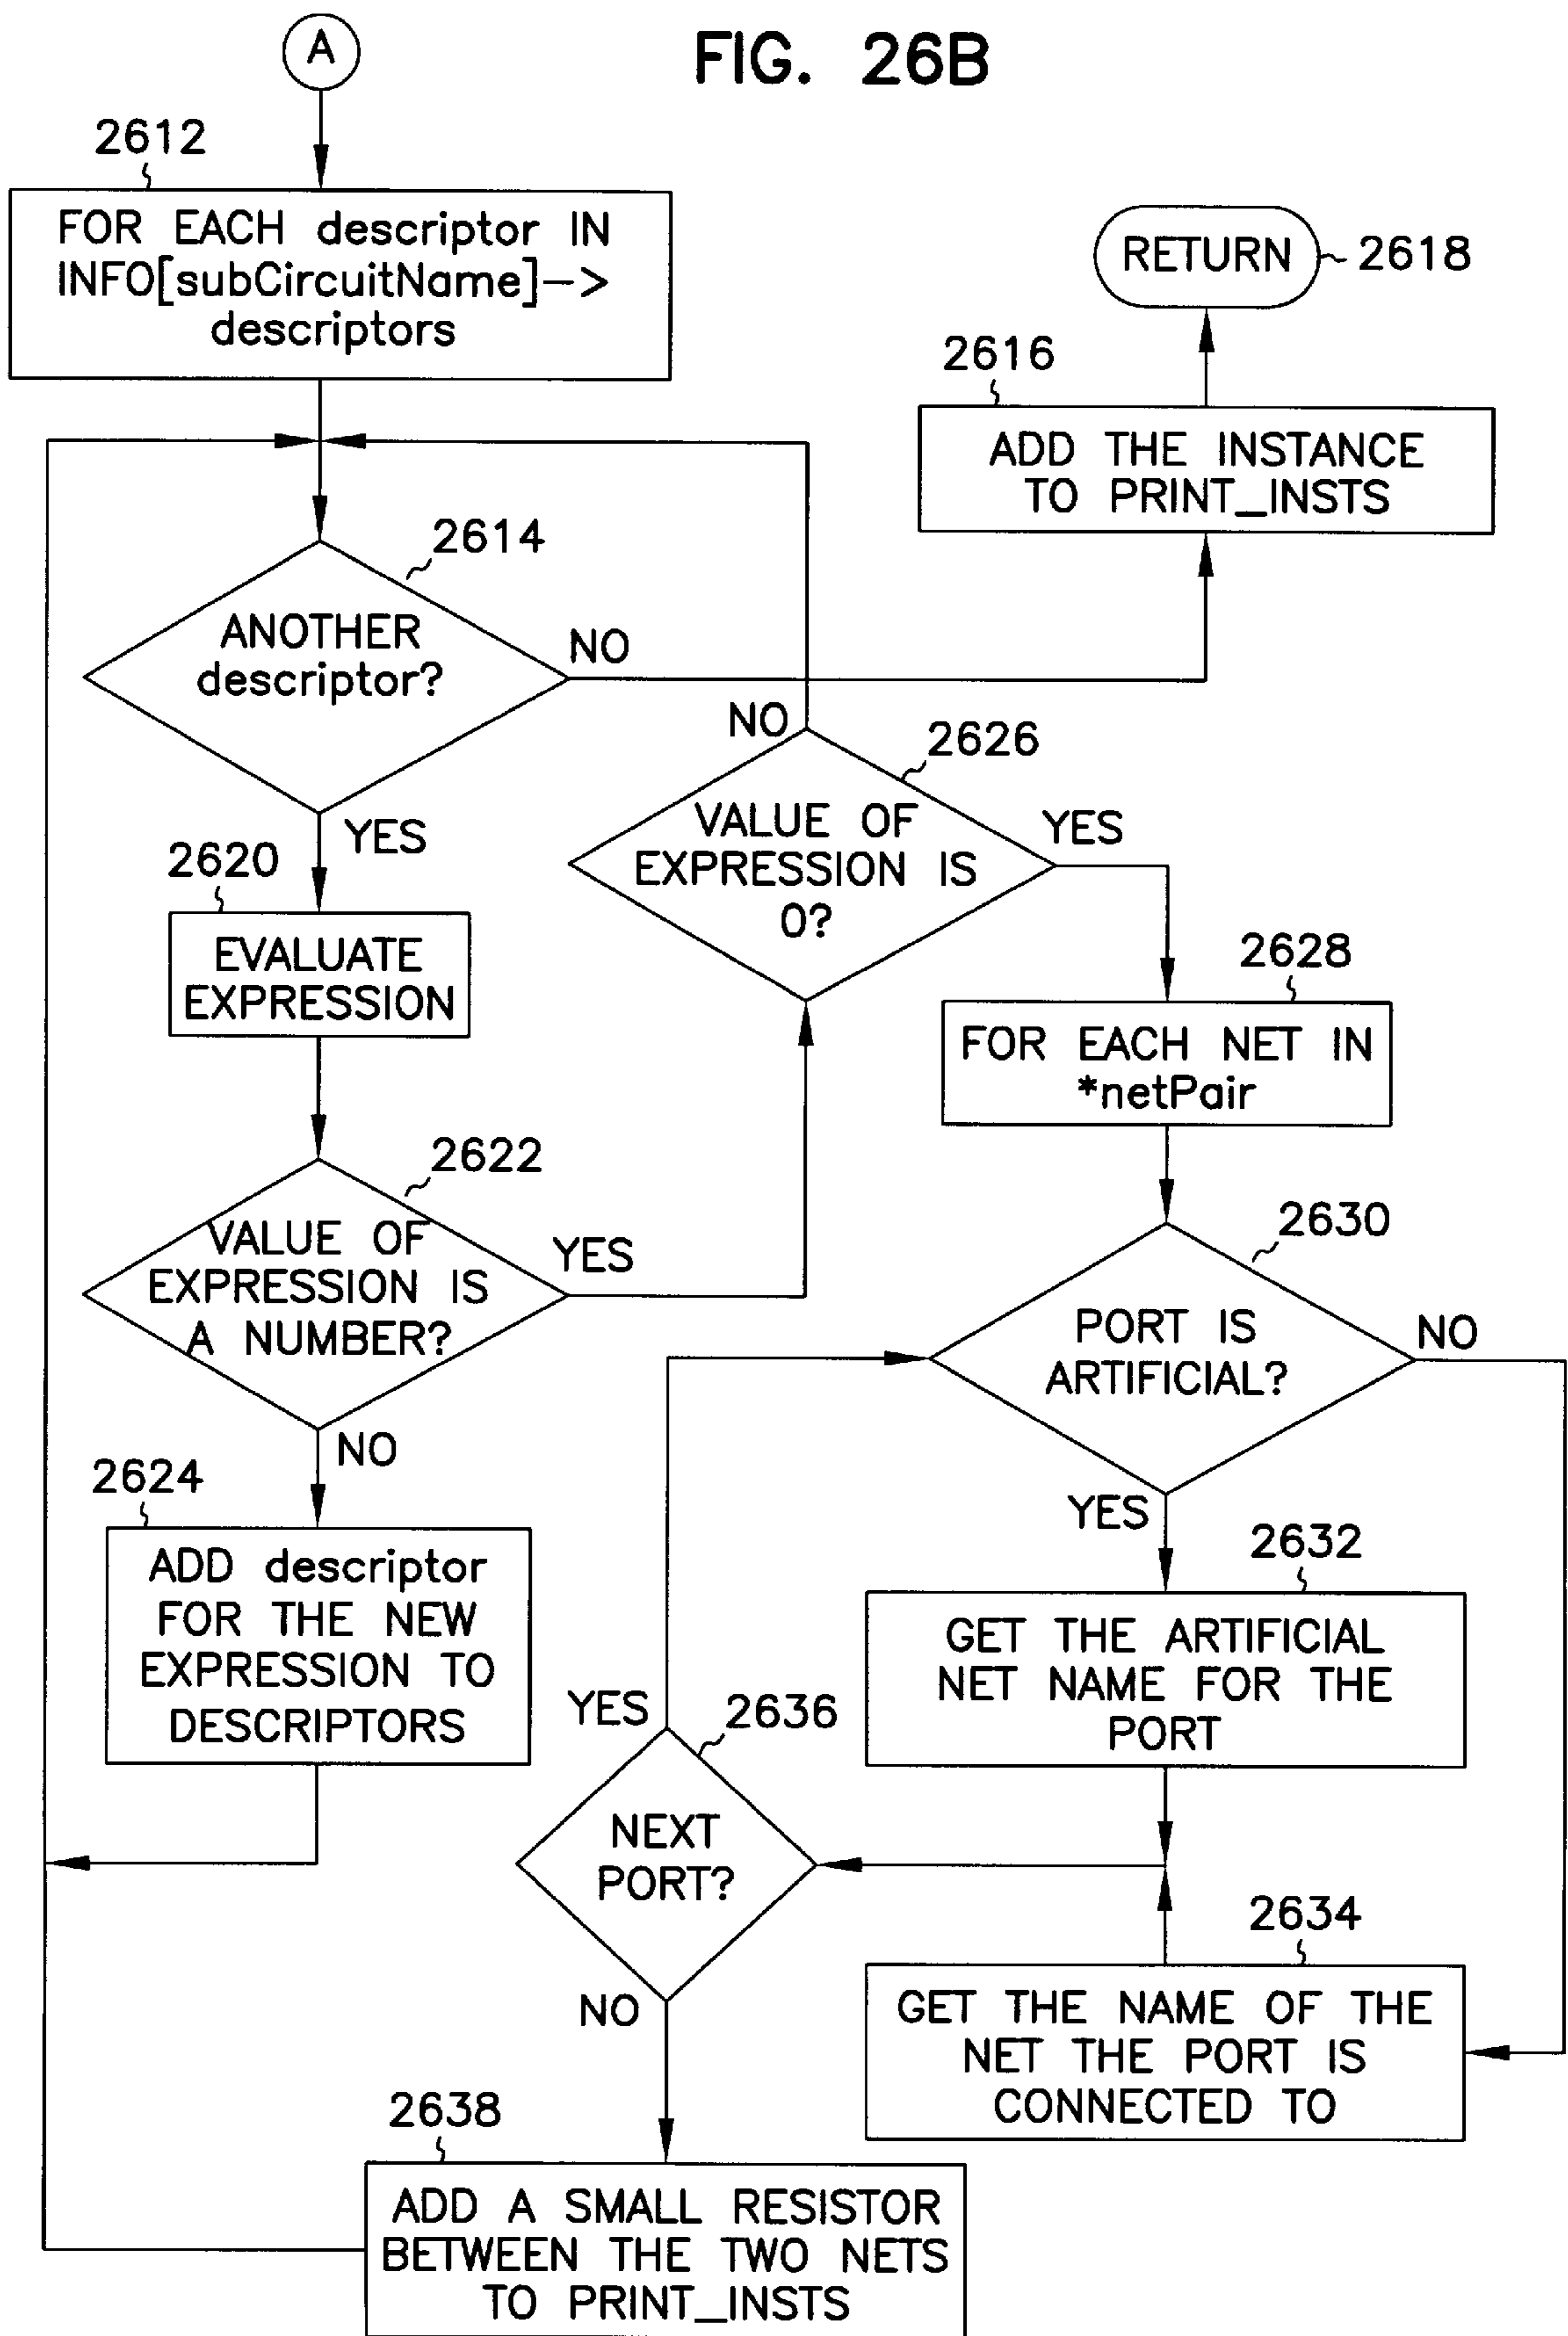 A
FIG. 26B
2612
FOR EACH descriptor IN
INFO[subCircuitName]->
descriptors
RETURN
2618
2616
ADD THE INSTANCE
TO PRINT_INSTS
2614
ANOTHER
descriptor?
NO
YES
NO
2626
VALUE OF
EXPRESSION IS
0?
YES
2620
EVALUATE
EXPRESSION
2628
FOR EACH NET IN
*netPair
2622
VALUE OF
EXPRESSION IS
A NUMBER?
YES
NO
2630
PORT IS
ARTIFICIAL?
NO
YES
2624
ADD descriptor
FOR THE NEW
EXPRESSION TO
DESCRIPTORS
2632
GET THE ARTIFICIAL
NET NAME FOR THE
PORT
YES
2636
NEXT
PORT?
NO
2634
GET THE NAME OF THE
NET THE PORT IS
CONNECTED TO
2638
ADD A SMALL RESISTOR
BETWEEN THE TWO NETS
TO PRINT_INSTS